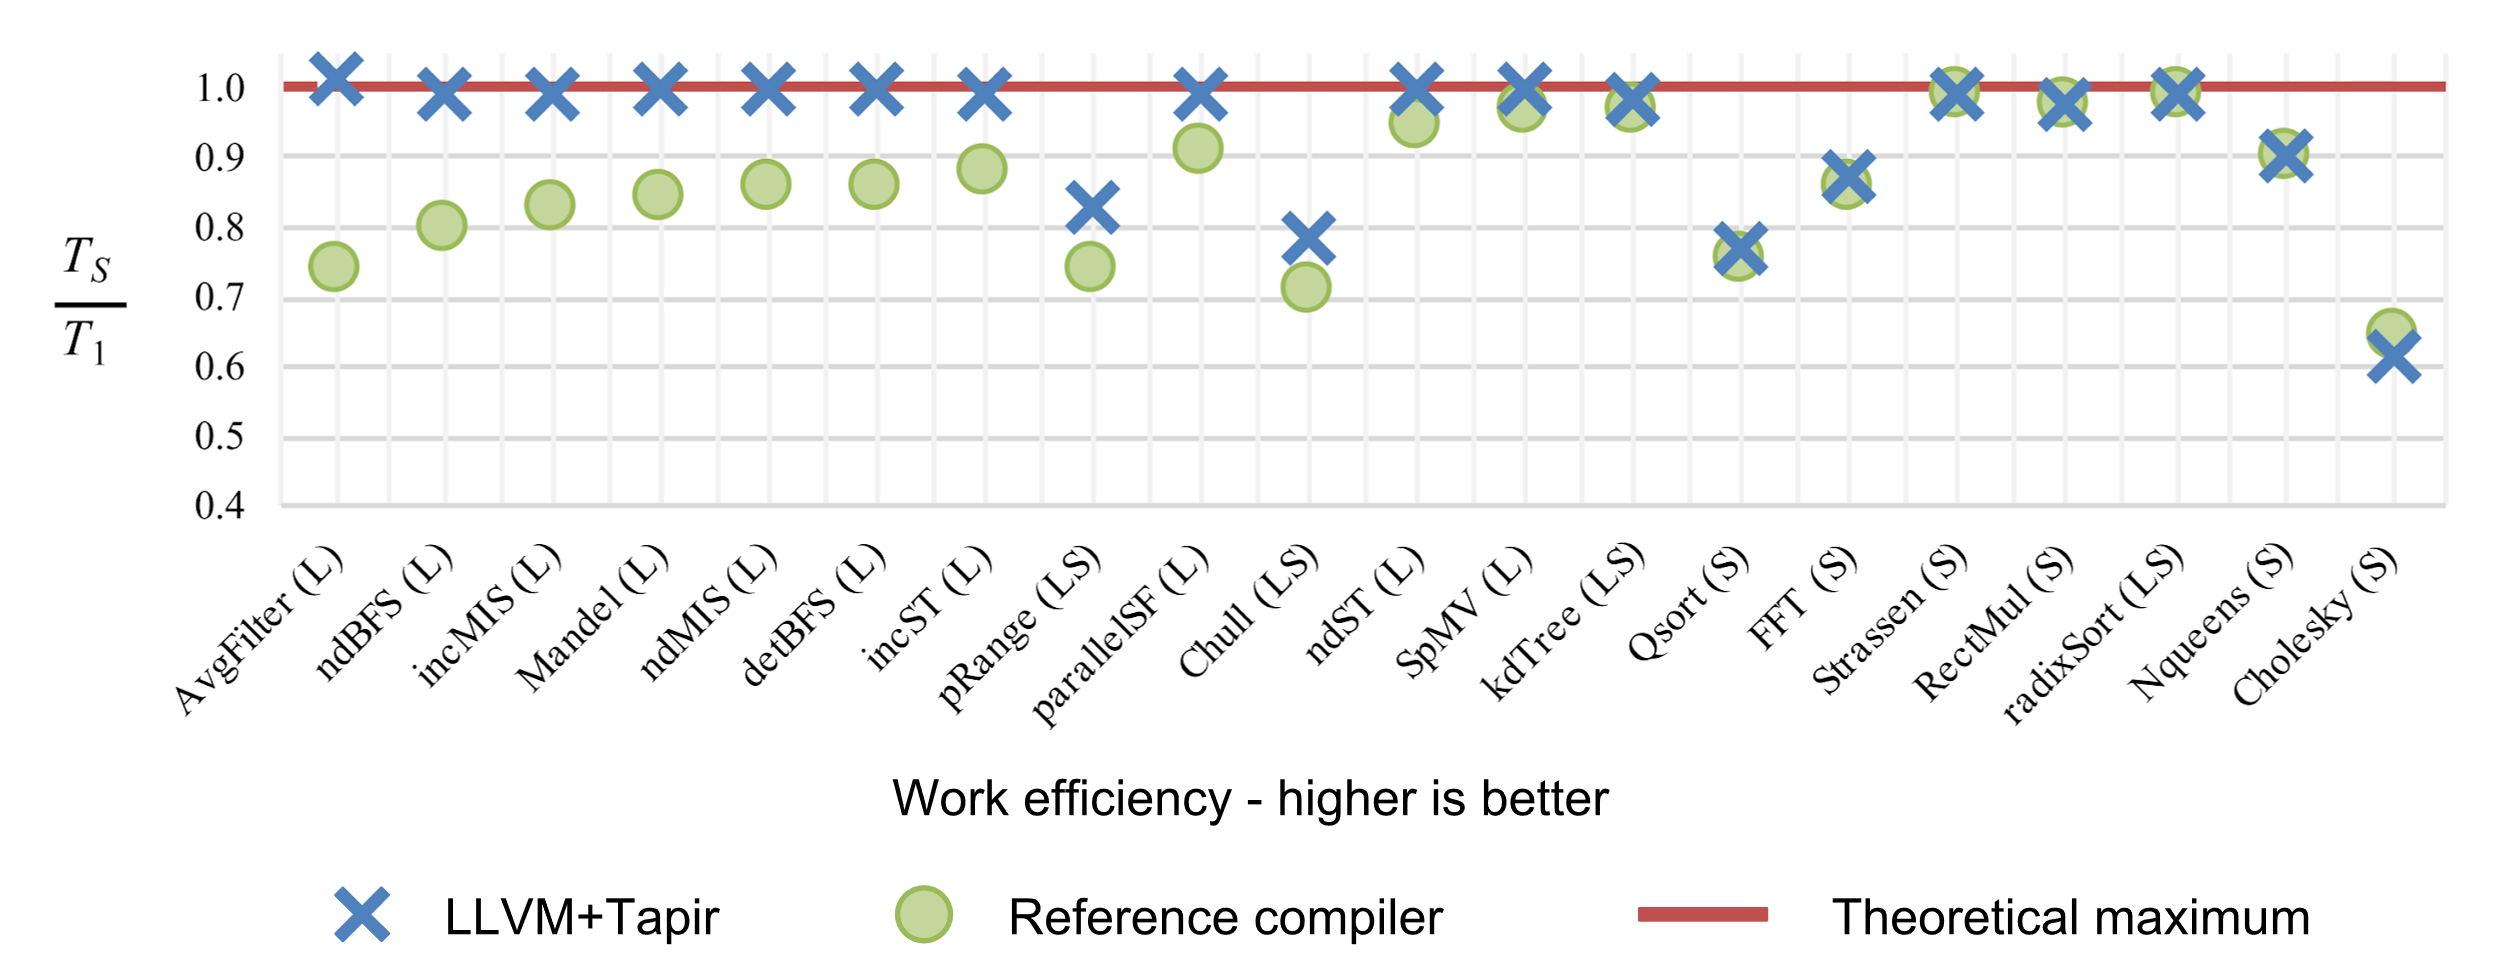 1.0
0.9
0.8
0.7
0.6
0.5
0.4
T_S
T_1
AvgFilter (L)
ndBFS (L)
incMIS (L)
Mandel (L)
ndMIS (L)
detBFS (L)
incST (L)
pRange (LS)
parallelSF (L)
Chull (LS)
ndST (L)
SpMV (L)
kdTree (LS)
Qsort (S)
FFT (S)
Strassen (S)
RectMul (S)
radixSort (LS)
Nqueens (S)
Cholesky (S)
Work efficiency - higher is better
LLVM+Tapir
Reference compiler
Theoretical maximum